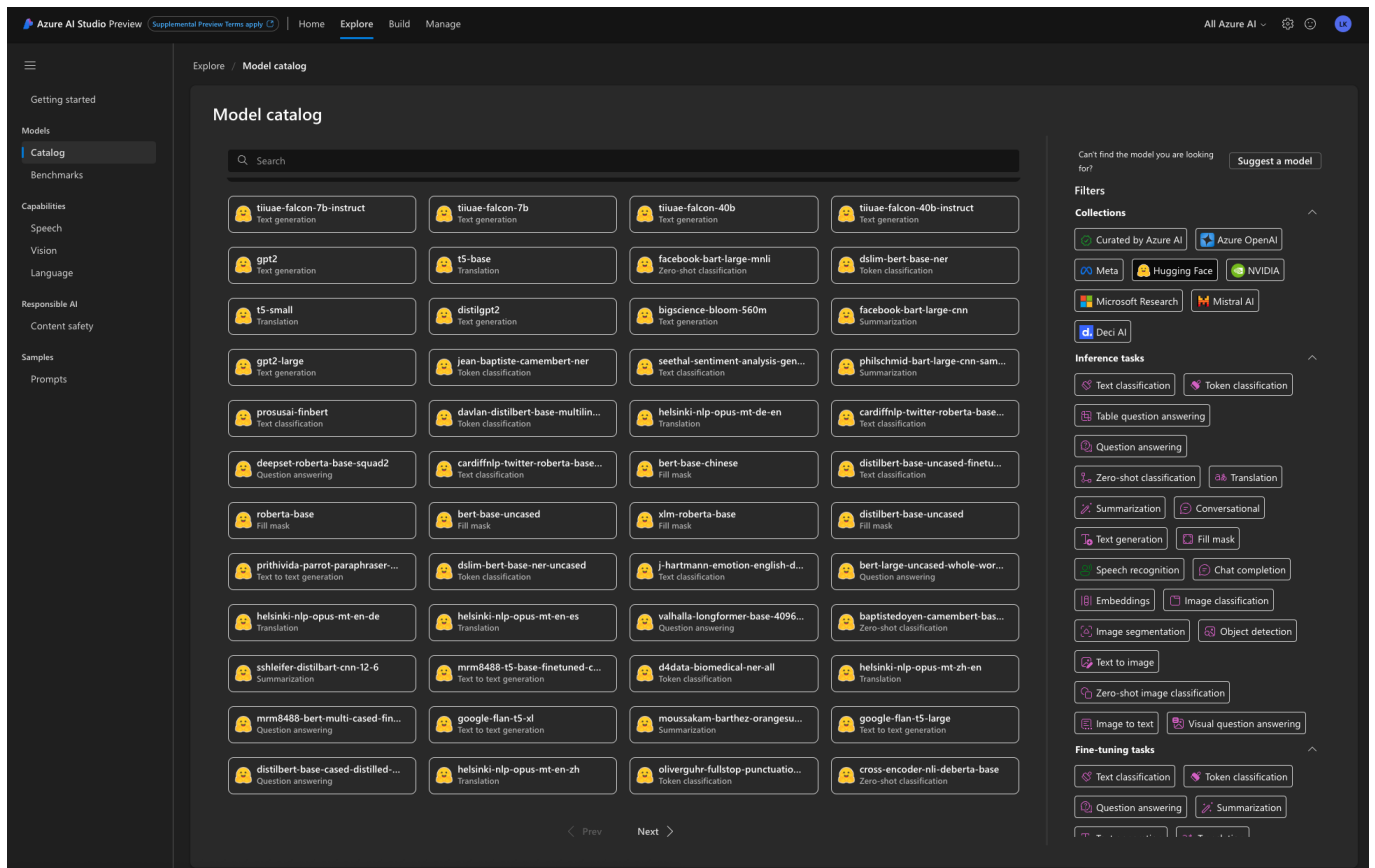 Azure AI Studio Preview Supplemental Preview Terms apply Home Explore Build Manage All Azure AI LK
Explore / Model catalog
Getting started
Models
Catalog
Benchmarks
Capabilities
Speech
Vision
Language
Responsible AI
Content safety
Samples
Prompts
Model catalog
Search
tiiuae-falcon-7b-instruct
Text generation
tiiuae-falcon-7b
Text generation
tiiuae-falcon-40b
Text generation
tiiuae-falcon-40b-instruct
Text generation
gpt2
Text generation
t5-base
Translation
facebook-bart-large-mnli
Zero-shot classification
dslim-bert-base-ner
Token classification
t5-small
Translation
distilgpt2
Text generation
bigscience-bloom-560m
Text generation
facebook-bart-large-cnn
Summarization
gpt2-large
Text generation
jean-baptiste-camembert-ner
Token classification
seethal-sentiment-analysis-gen...
Text classification
philschmid-bart-large-cnn-sam...
Summarization
prosusai-finbert
Text classification
davlan-distilbert-base-multilin...
Token classification
helsinki-nlp-opus-mt-de-en
Translation
cardiffnlp-twitter-roberta-base...
Text classification
deepset-roberta-base-squad2
Question answering
cardiffnlp-twitter-roberta-base...
Text classification
bert-base-chinese
Fill mask
distilbert-base-uncased-finetu...
Text classification
roberta-base
Fill mask
bert-base-uncased
Fill mask
xlm-roberta-base
Fill mask
distilbert-base-uncased
Fill mask
prithivida-parrot-paraphraser-...
Text to text generation
dslim-bert-base-ner-uncased
Token classification
j-hartmann-emotion-english-d...
Text classification
bert-large-uncased-whole-wor...
Question answering
helsinki-nlp-opus-mt-en-de
Translation
helsinki-nlp-opus-mt-en-es
Translation
valhalla-longformer-base-4096...
Question answering
baptistedoyen-camembert-bas...
Zero-shot classification
sshleifer-distilbart-cnn-12-6
Summarization
mrm8488-t5-base-finetuned-c...
Text to text generation
d4data-biomedical-ner-all
Token classification
helsinki-nlp-opus-mt-zh-en
Translation
mrm8488-bert-multi-cased-fin...
Question answering
google-flan-t5-xl
Text to text generation
moussakam-barthez-orangesu...
Summarization
google-flan-t5-large
Text to text generation
distilbert-base-cased-distilled-...
Question answering
helsinki-nlp-opus-mt-en-zh
Translation
oliverguhr-fullstop-punctuatio...
Token classification
cross-encoder-nli-deberta-base
Zero-shot classification
Prev Next
Can't find the model you are looking
for?
Suggest a model
Filters
Collections
Curated by Azure AI Azure OpenAI
Meta Hugging Face NVIDIA
Microsoft Research Mistral AI
d. Deci AI
Inference tasks
Text classification Token classification
Table question answering
Question answering
Zero-shot classification Translation
Summarization Conversational
Text generation Fill mask
Speech recognition Chat completion
Embeddings Image classification
Image segmentation Object detection
Text to image
Zero-shot image classification
Image to text Visual question answering
Fine-tuning tasks
Text classification Token classification
Question answering Summarization